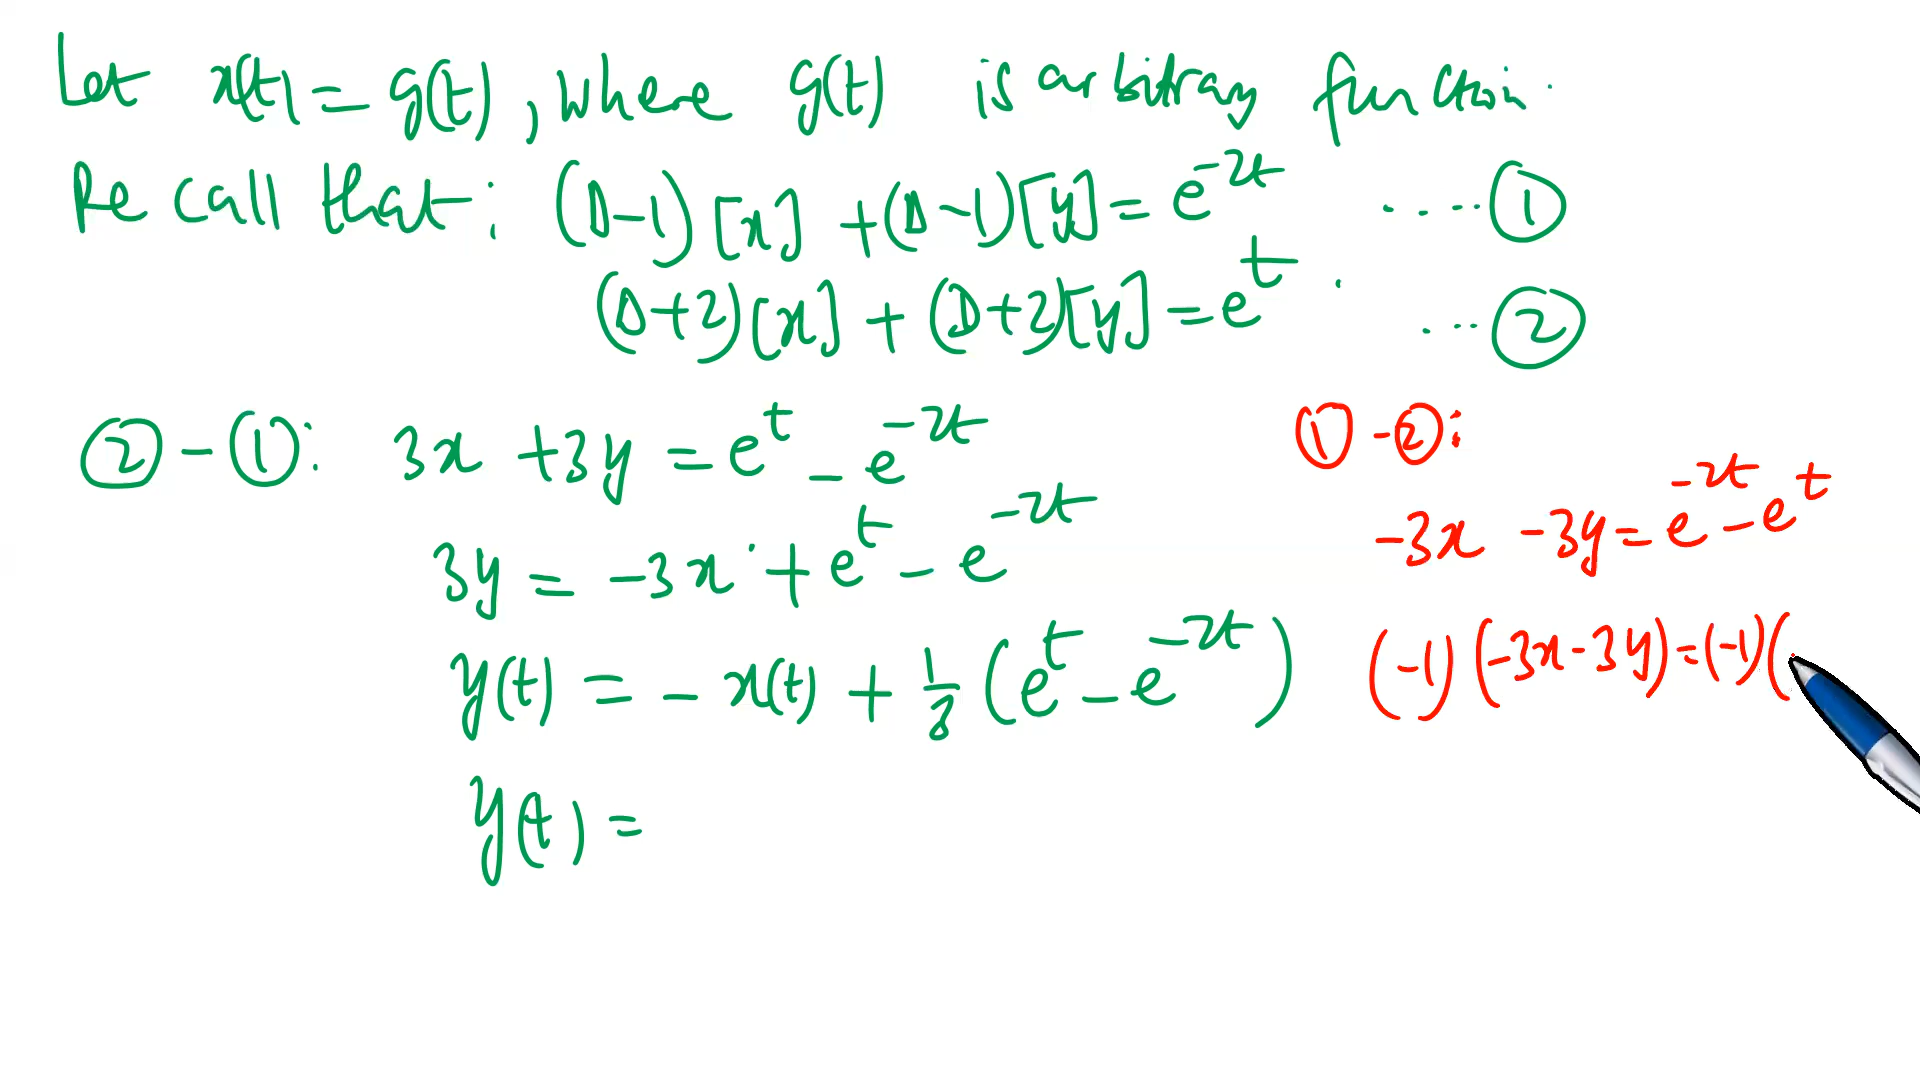 Let x(t) = g(t), where g(t) is arbitrary function.
Recall that: (D-1)[x] + (D-1)[y] = e^{-2t} ..... ①
(D+2)[x] + (D+2)[y] = e^{t}. ... ②
② - ①: 3x + 3y = e^{t} - e^{-2t}
3y = -3x + e^{t} - e^{-2t}
y(t) = - x(t) + 1/3 (e^{t} - e^{-2t})
y(t) =
① - ②:
-3x - 3y = e^{-2t} - e^{t}
(-1)(-3x-3y) = (-1)(